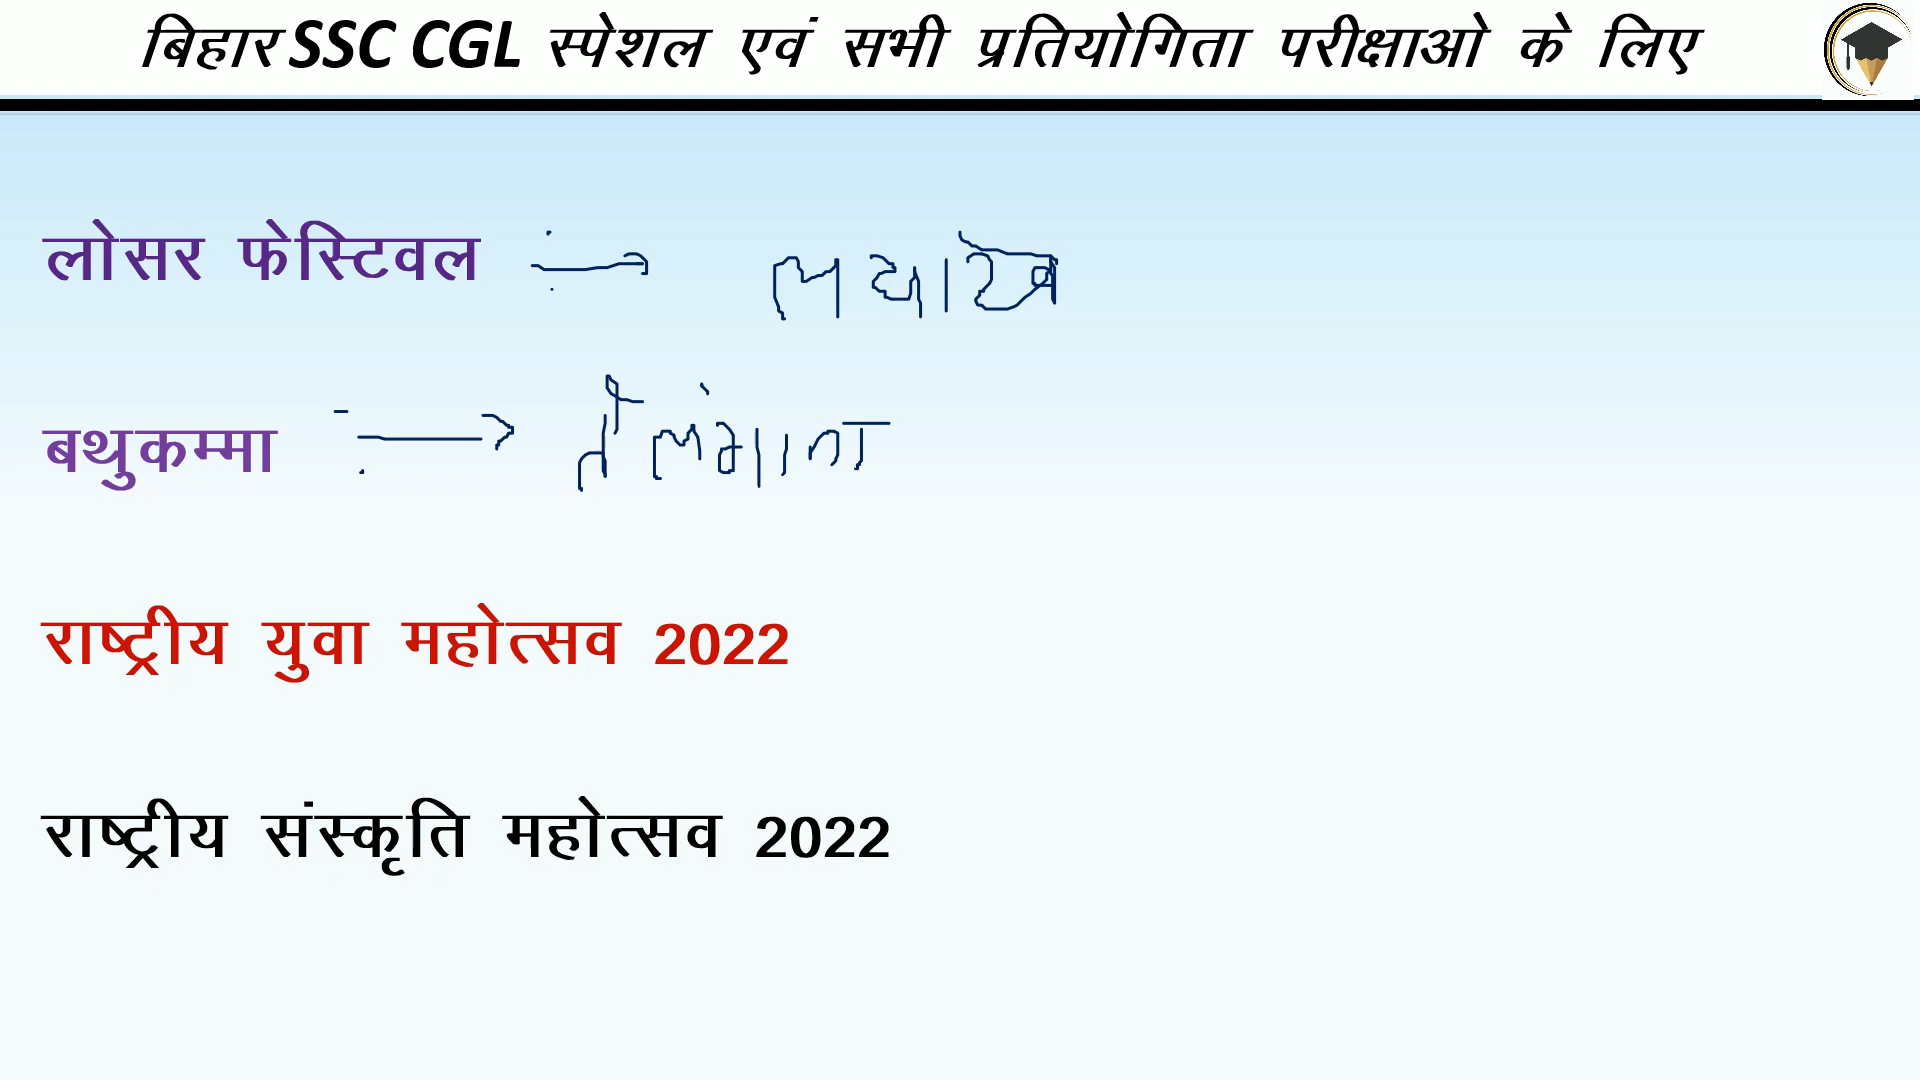 बिहार SSC CGL स्पेशल एवं सभी प्रतियोगिता परीक्षाओ के लिए
लोसर फेस्टिवल
बथुकम्मा → तेलंगाना
राष्ट्रीय युवा महोत्सव 2022
राष्ट्रीय संस्कृति महोत्सव 2022